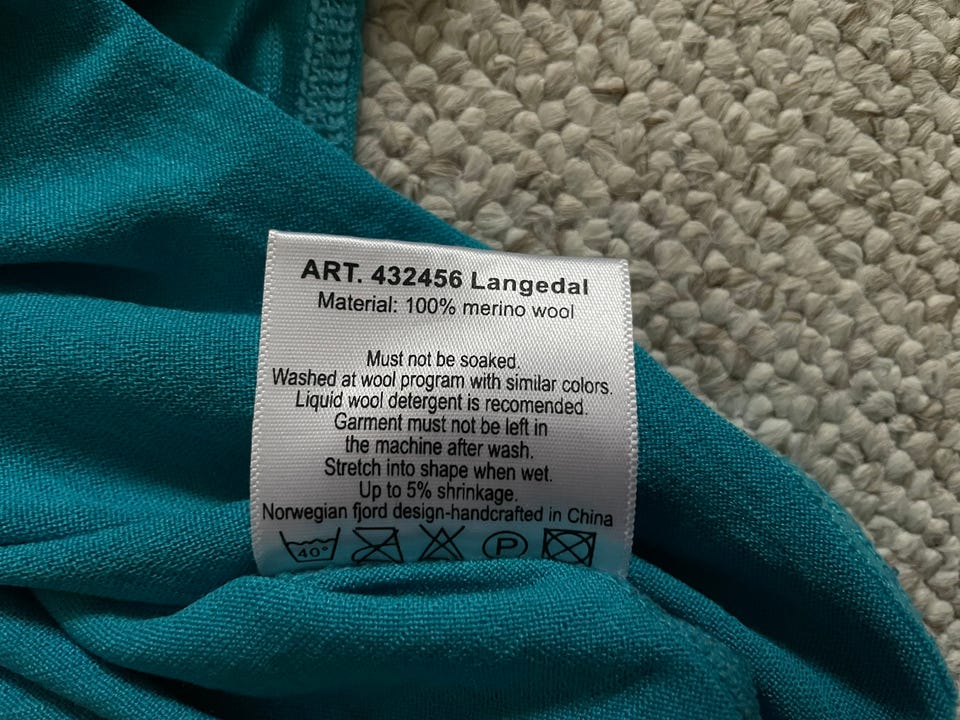 ART. 432456 Langedal
Material: 100% merino wool
Must not be soaked.
Washed at wool program with similar colors.
Liquid wool detergent is recomended.
Garment must not be left in
the machine after wash.
Stretch into shape when wet.
Up to 5% shrinkage.
Norwegian fjord design-handcrafted in China
40° P